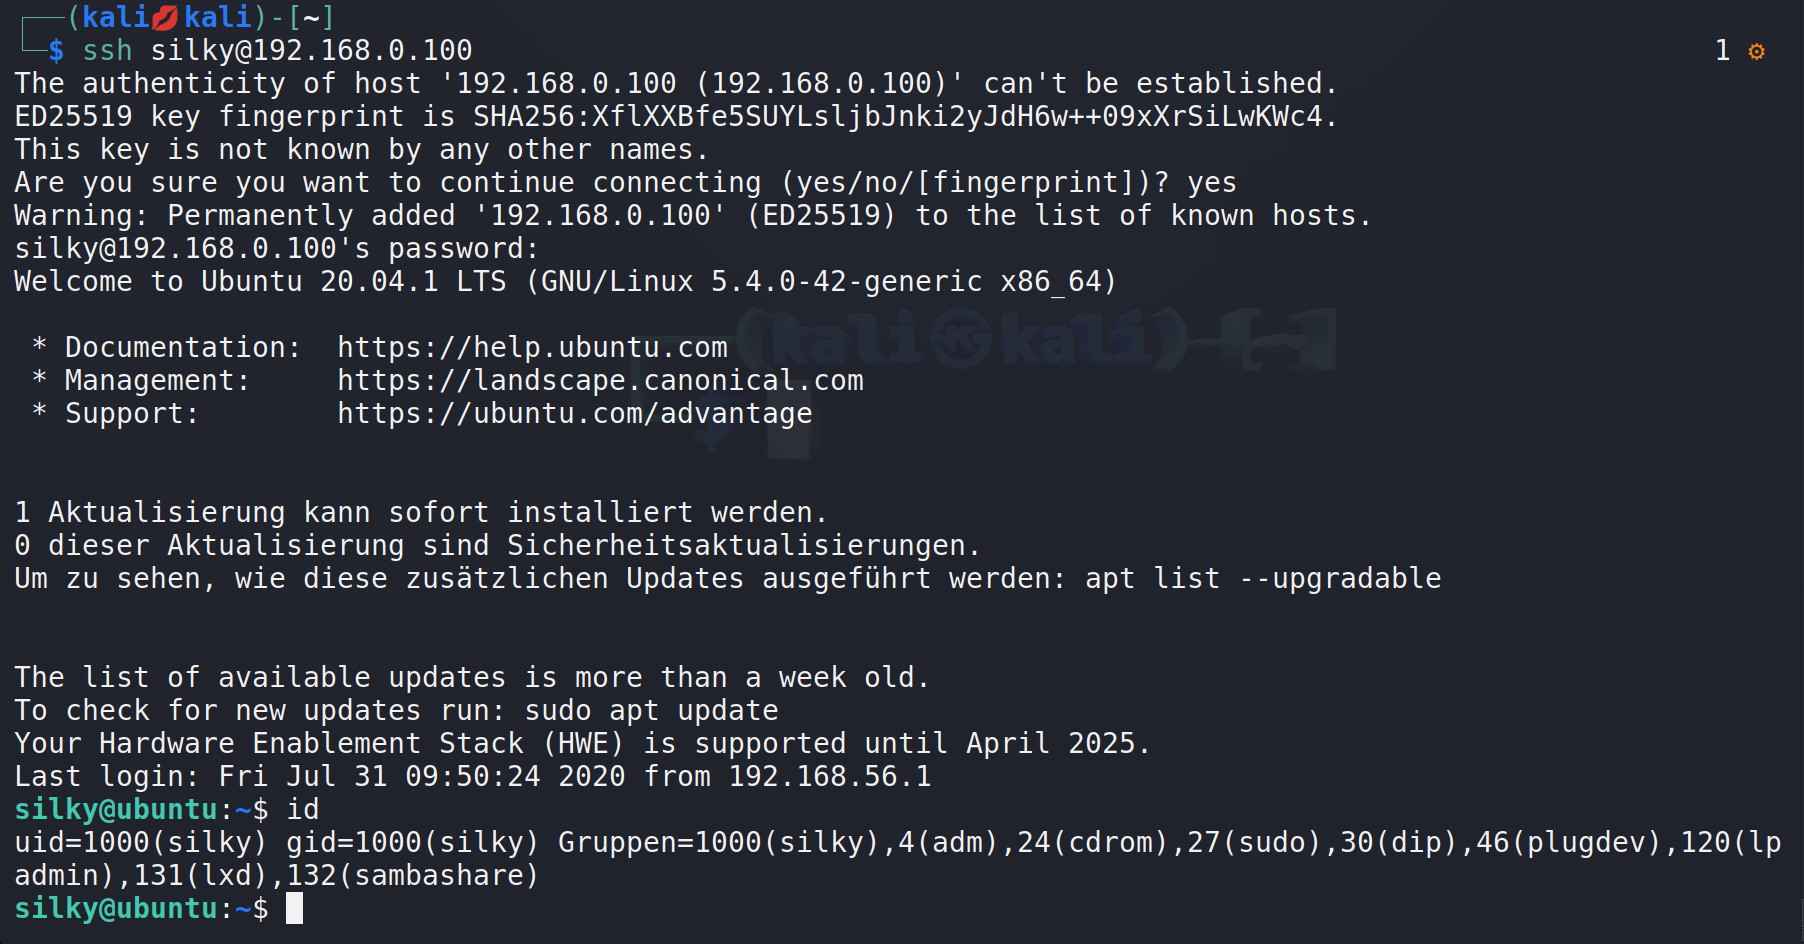 (kali💋kali)-[~]
$ ssh silky@192.168.0.100 1 ⚙
The authenticity of host '192.168.0.100 (192.168.0.100)' can't be established.
ED25519 key fingerprint is SHA256:XflXXBfe5SUYLsljbJnki2yJdH6w++09xXrSiLwKWc4.
This key is not known by any other names.
Are you sure you want to continue connecting (yes/no/[fingerprint])? yes
Warning: Permanently added '192.168.0.100' (ED25519) to the list of known hosts.
silky@192.168.0.100's password:
Welcome to Ubuntu 20.04.1 LTS (GNU/Linux 5.4.0-42-generic x86_64)
(kali㉿kali)-[~]
* Documentation: https://help.ubuntu.com
* Management: https://landscape.canonical.com
* Support: https://ubuntu.com/advantage
$
1 Aktualisierung kann sofort installiert werden.
0 dieser Aktualisierung sind Sicherheitsaktualisierungen.
Um zu sehen, wie diese zusätzlichen Updates ausgeführt werden: apt list --upgradable
The list of available updates is more than a week old.
To check for new updates run: sudo apt update
Your Hardware Enablement Stack (HWE) is supported until April 2025.
Last login: Fri Jul 31 09:50:24 2020 from 192.168.56.1
silky@ubuntu:~$ id
uid=1000(silky) gid=1000(silky) Gruppen=1000(silky),4(adm),24(cdrom),27(sudo),30(dip),46(plugdev),120(lp
admin),131(lxd),132(sambashare)
silky@ubuntu:~$